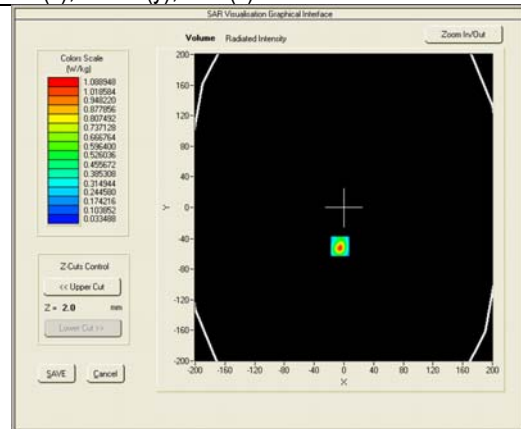 SAR Visualisation Graphical Interface
Volume Radiated Intensity
Zoom In/Out
Colors Scale
(W/kg)
1.088948
1.018584
0.948220
0.877856
0.807492
0.737128
0.666764
0.596400
0.526036
0.455672
0.385308
0.314944
0.244580
0.174216
0.103852
0.033488
Z-Cuts Control
<< Upper Cut
Z = 2.0 mm
Lower Cut >>
SAVE
Cancel
200
160
120
80
40
Y 0
-40
-80
-120
-160
-200
-200 -160 -120 -80 -40 0 40 80 120 160 200
X